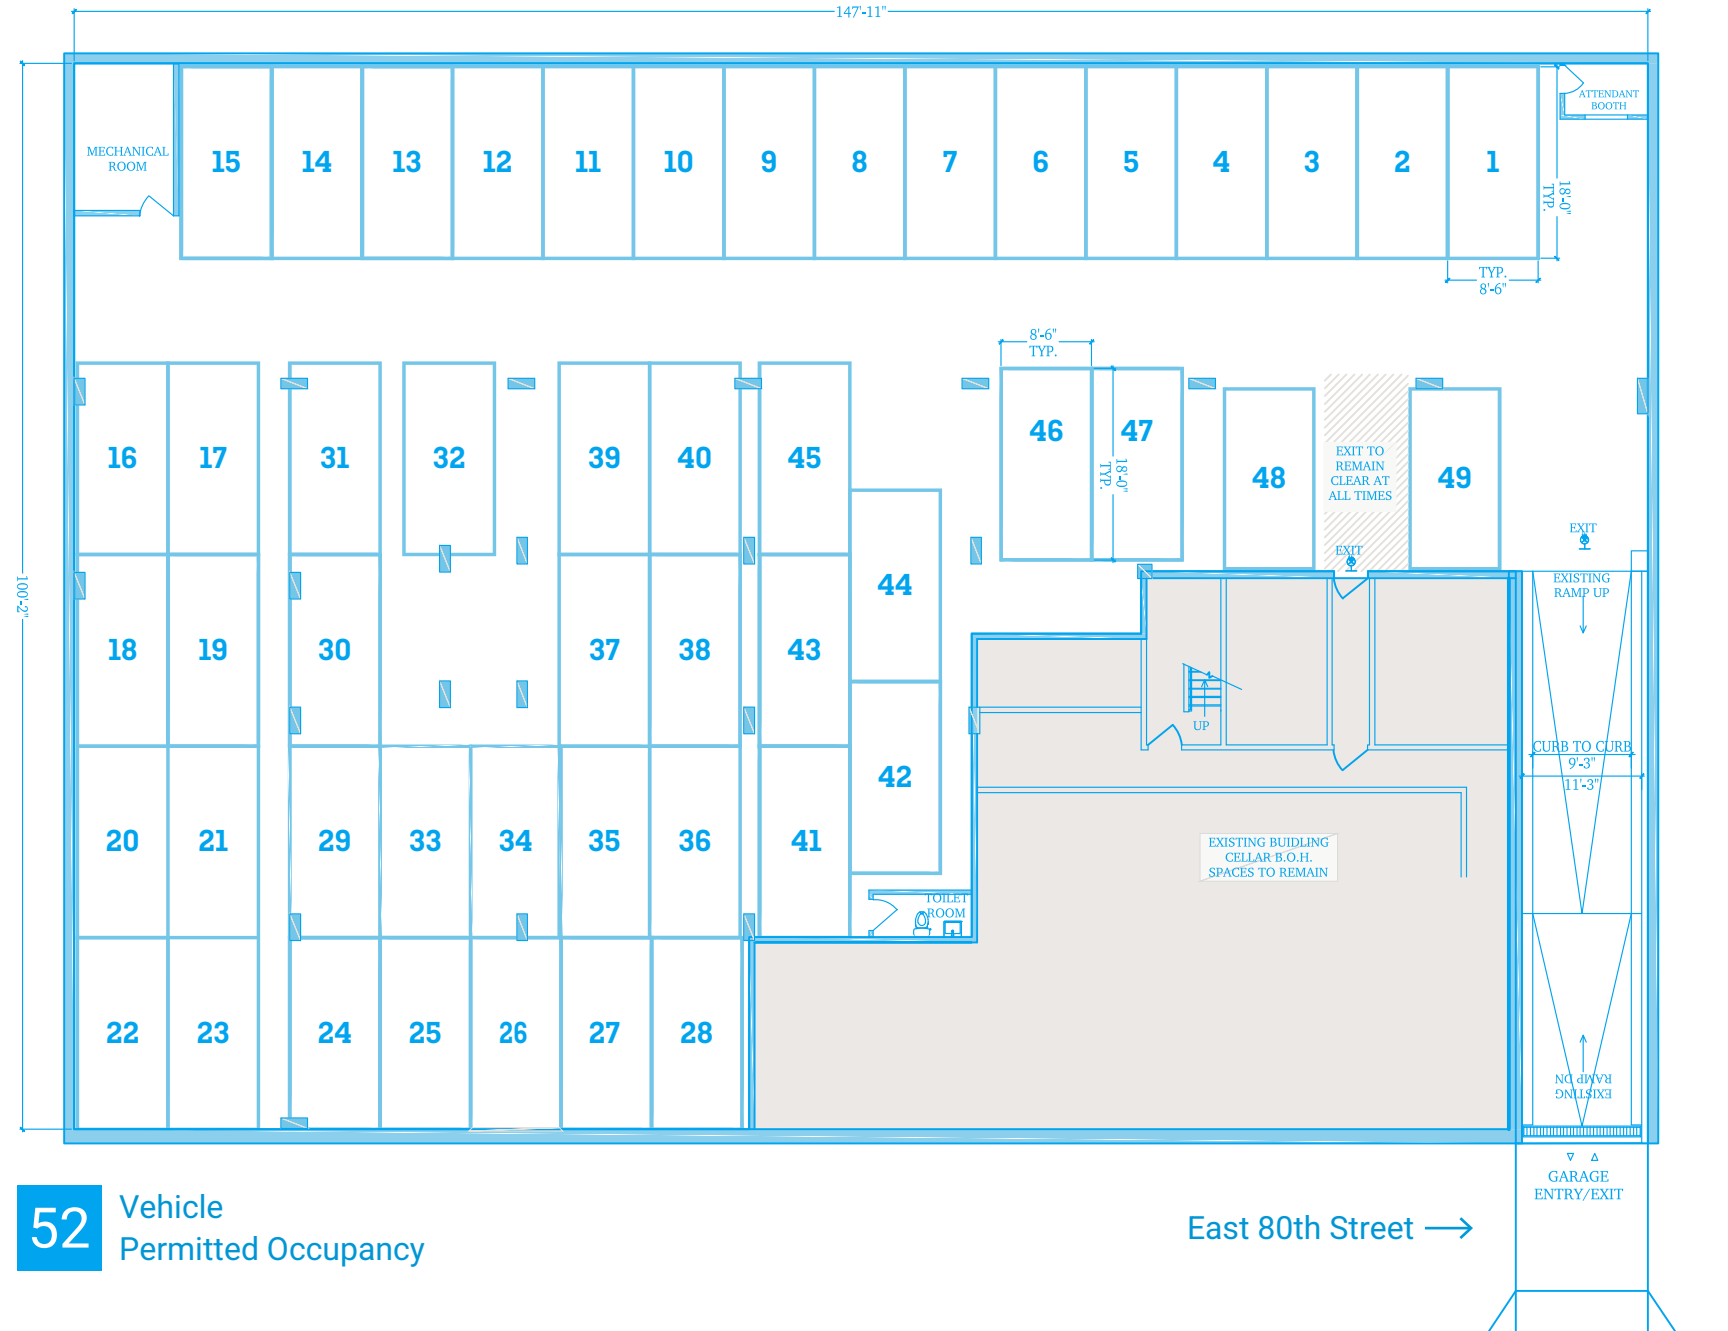 147'-11"
ATTENDANT
BOOTH
MECHANICAL
ROOM
15 14 13 12 11 10 9 8 7 6 5 4 3 2 1
18'-0"
TYP.
TYP.
8'-6"
8'-6"
TYP.
16 17 31 32 39 40 45 46 47 48 49
18'-0"
TYP.
EXIT TO
REMAIN
CLEAR AT
ALL TIMES
EXIT
EXIT
100'-2"
44
EXISTING
RAMP UP
18 19 30 37 38 43
UP
CURB TO CURB
9'-3"
11'-3"
42
20 21 29 33 34 35 36 41
EXISTING BUIDLING
CELLAR B.O.H.
SPACES TO REMAIN
TOILET
ROOM
22 23 24 25 26 27 28
EXISTING
RAMP DN
GARAGE
ENTRY/EXIT
52
Vehicle
Permitted Occupancy
East 80th Street